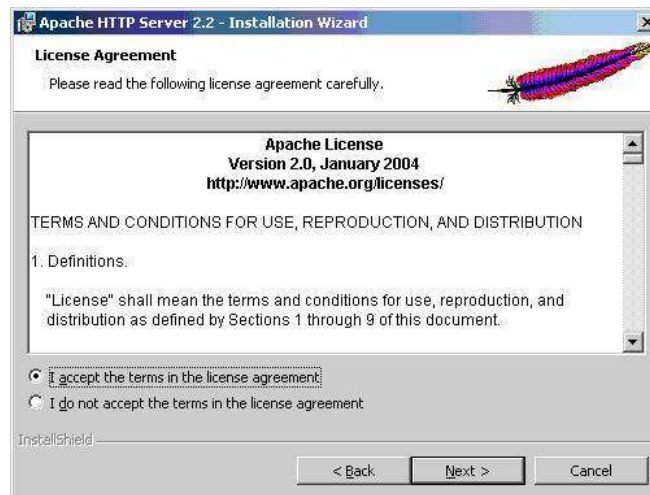 Apache HTTP Server 2.2 - Installation Wizard
License Agreement
Please read the following license agreement carefully.
Apache License
Version 2.0, January 2004
http://www.apache.org/licenses/
TERMS AND CONDITIONS FOR USE, REPRODUCTION, AND DISTRIBUTION
1. Definitions.
"License" shall mean the terms and conditions for use, reproduction, and
distribution as defined by Sections 1 through 9 of this document.
I accept the terms in the license agreement
I do not accept the terms in the license agreement
InstallShield
< Back Next > Cancel